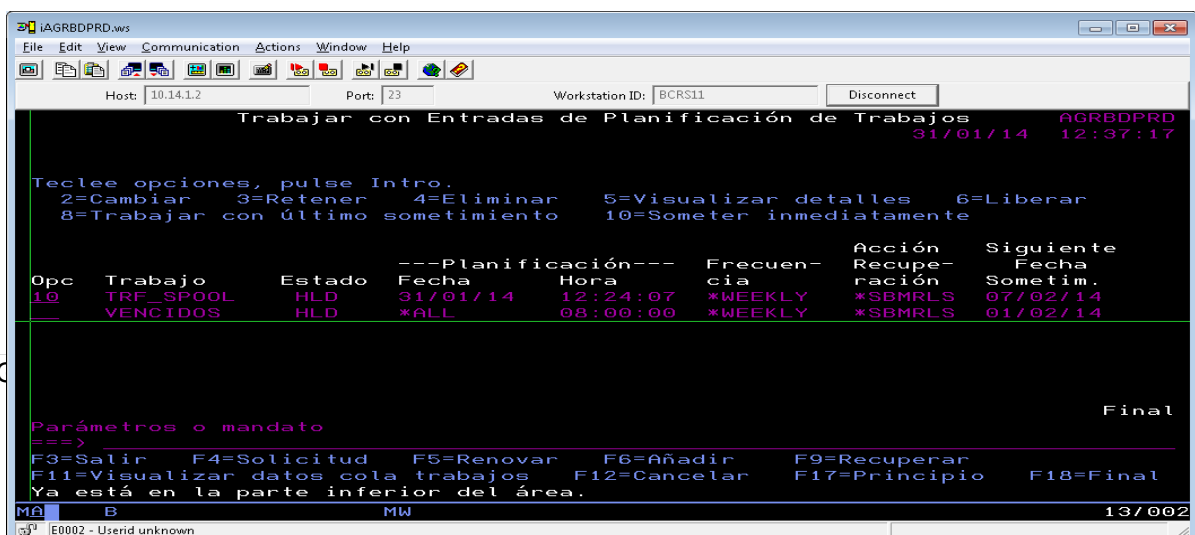 iAGRBDPRD.ws
File Edit View Communication Actions Window Help
Host: 10.14.1.2 Port: 23 Workstation ID: BCRS11 Disconnect
Trabajar con Entradas de Planificación de Trabajos AGRBDPRD
31/01/14 12:37:17
Teclee opciones, pulse Intro.
2=Cambiar 3=Retener 4=Eliminar 5=Visualizar detalles 6=Liberar
8=Trabajar con último sometimiento 10=Someter inmediatamente
Acción Siguiente
---Planificación--- Frecuen- Recupe- Fecha
Opc Trabajo Estado Fecha Hora cia ración Sometim.
10 TRF_SPOOL HLD 31/01/14 12:24:07 *WEEKLY *SBMRLS 07/02/14
VENCIDOS HLD *ALL 08:00:00 *WEEKLY *SBMRLS 01/02/14
Final
Parámetros o mandato
===>
F3=Salir F4=Solicitud F5=Renovar F6=Añadir F9=Recuperar
F11=Visualizar datos cola trabajos F12=Cancelar F17=Principio F18=Final
Ya está en la parte inferior del área.
MA B MW 13/002
E0002 - Userid unknown